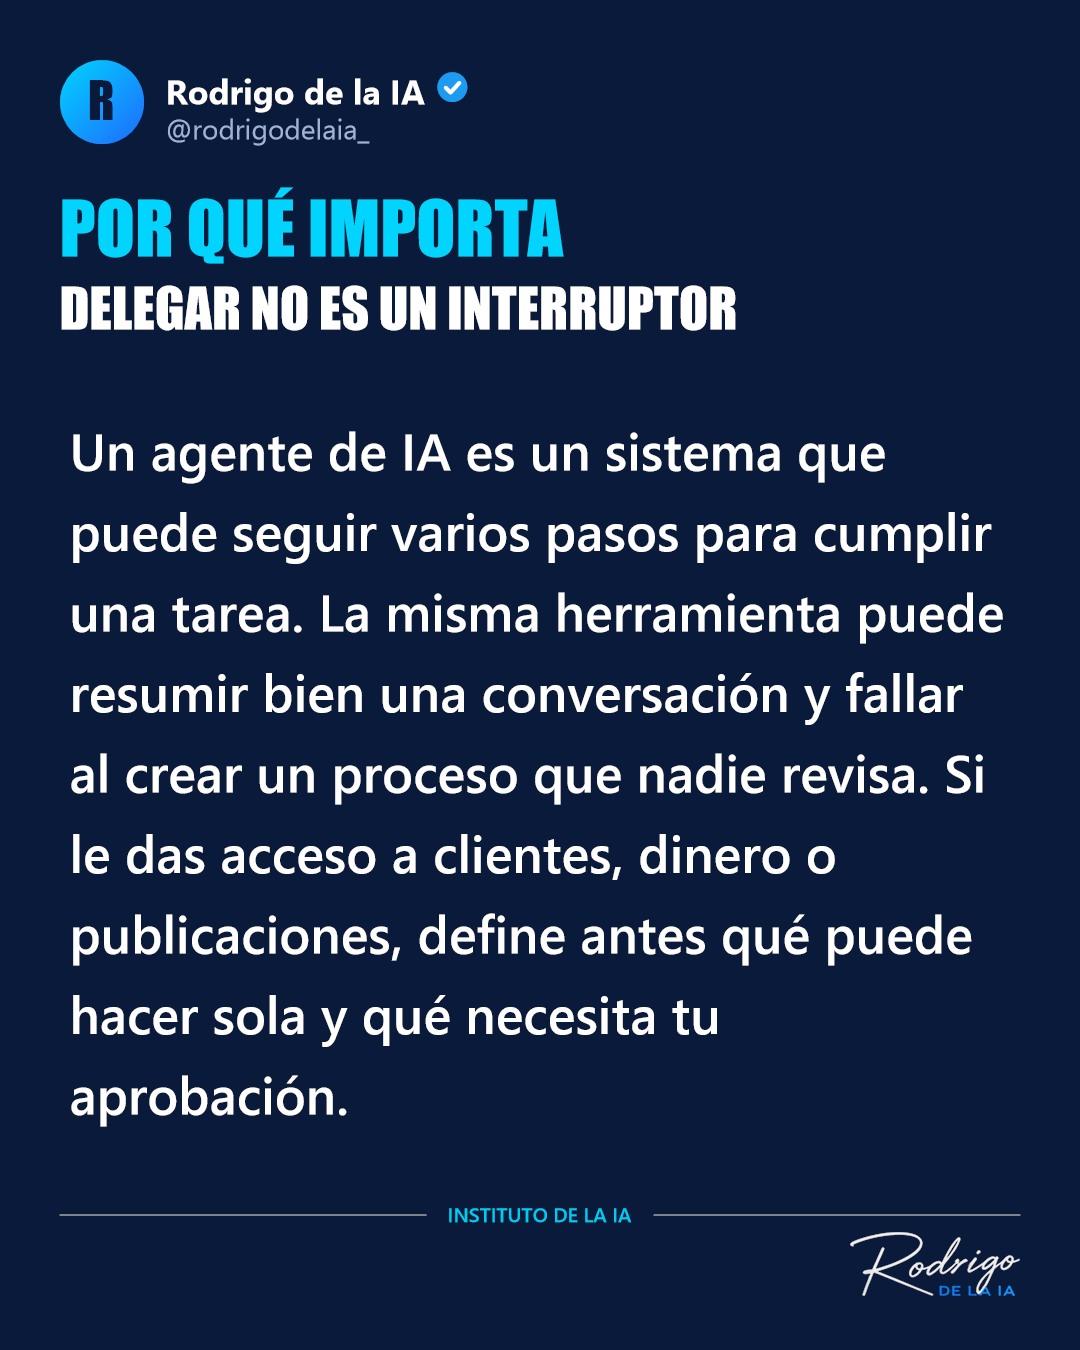 R
Rodrigo de la IA
@rodrigodelaia_
POR QUÉ IMPORTA
DELEGAR NO ES UN INTERRUPTOR
Un agente de IA es un sistema que
puede seguir varios pasos para cumplir
una tarea. La misma herramienta puede
resumir bien una conversación y fallar
al crear un proceso que nadie revisa. Si
le das acceso a clientes, dinero o
publicaciones, define antes qué puede
hacer sola y qué necesita tu
aprobación.
INSTITUTO DE LA IA
Rodrigo
DE LA IA